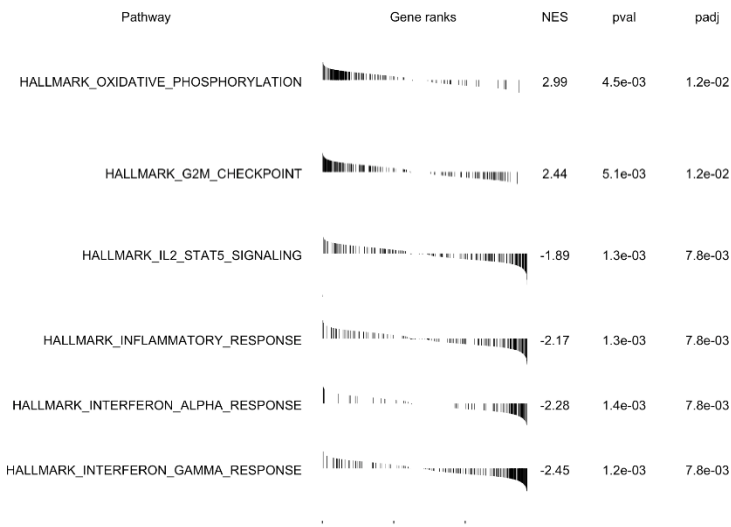 Pathway Gene ranks NES pval padj
HALLMARK_OXIDATIVE_PHOSPHORYLATION 2.99 4.5e-03 1.2e-02
HALLMARK_G2M_CHECKPOINT 2.44 5.1e-03 1.2e-02
HALLMARK_IL2_STAT5_SIGNALING -1.89 1.3e-03 7.8e-03
HALLMARK_INFLAMMATORY_RESPONSE -2.17 1.3e-03 7.8e-03
HALLMARK_INTERFERON_ALPHA_RESPONSE -2.28 1.4e-03 7.8e-03
HALLMARK_INTERFERON_GAMMA_RESPONSE -2.45 1.2e-03 7.8e-03